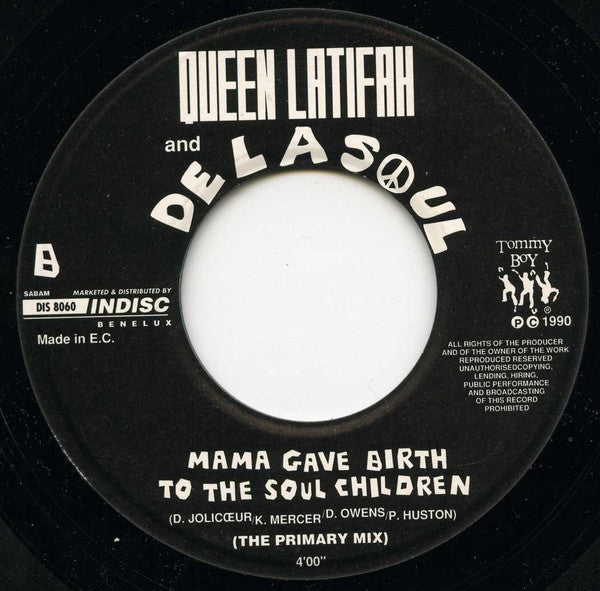 QUEEN LATIFAH
and
DE LA SOUL
B
SABAM
MARKETED & DISTRIBUTED BY
DIS 8060 INDISC
BENELUX
Made in E.C.
Tommy
BOY
®
P C 1990
ALL RIGHTS OF THE PRODUCER
AND OF THE OWNER OF THE WORK
REPRODUCED RESERVED
UNAUTHORISEDCOPYING,
LENDING, HIRING,
PUBLIC PERFORMANCE
AND BROADCASTING
OF THIS RECORD
PROHIBITED
MAMA GAVE BIRTH
TO THE SOUL CHILDREN
(D. JOLICŒUR/K. MERCER/D. OWENS/P. HUSTON)
(THE PRIMARY MIX)
4'00"